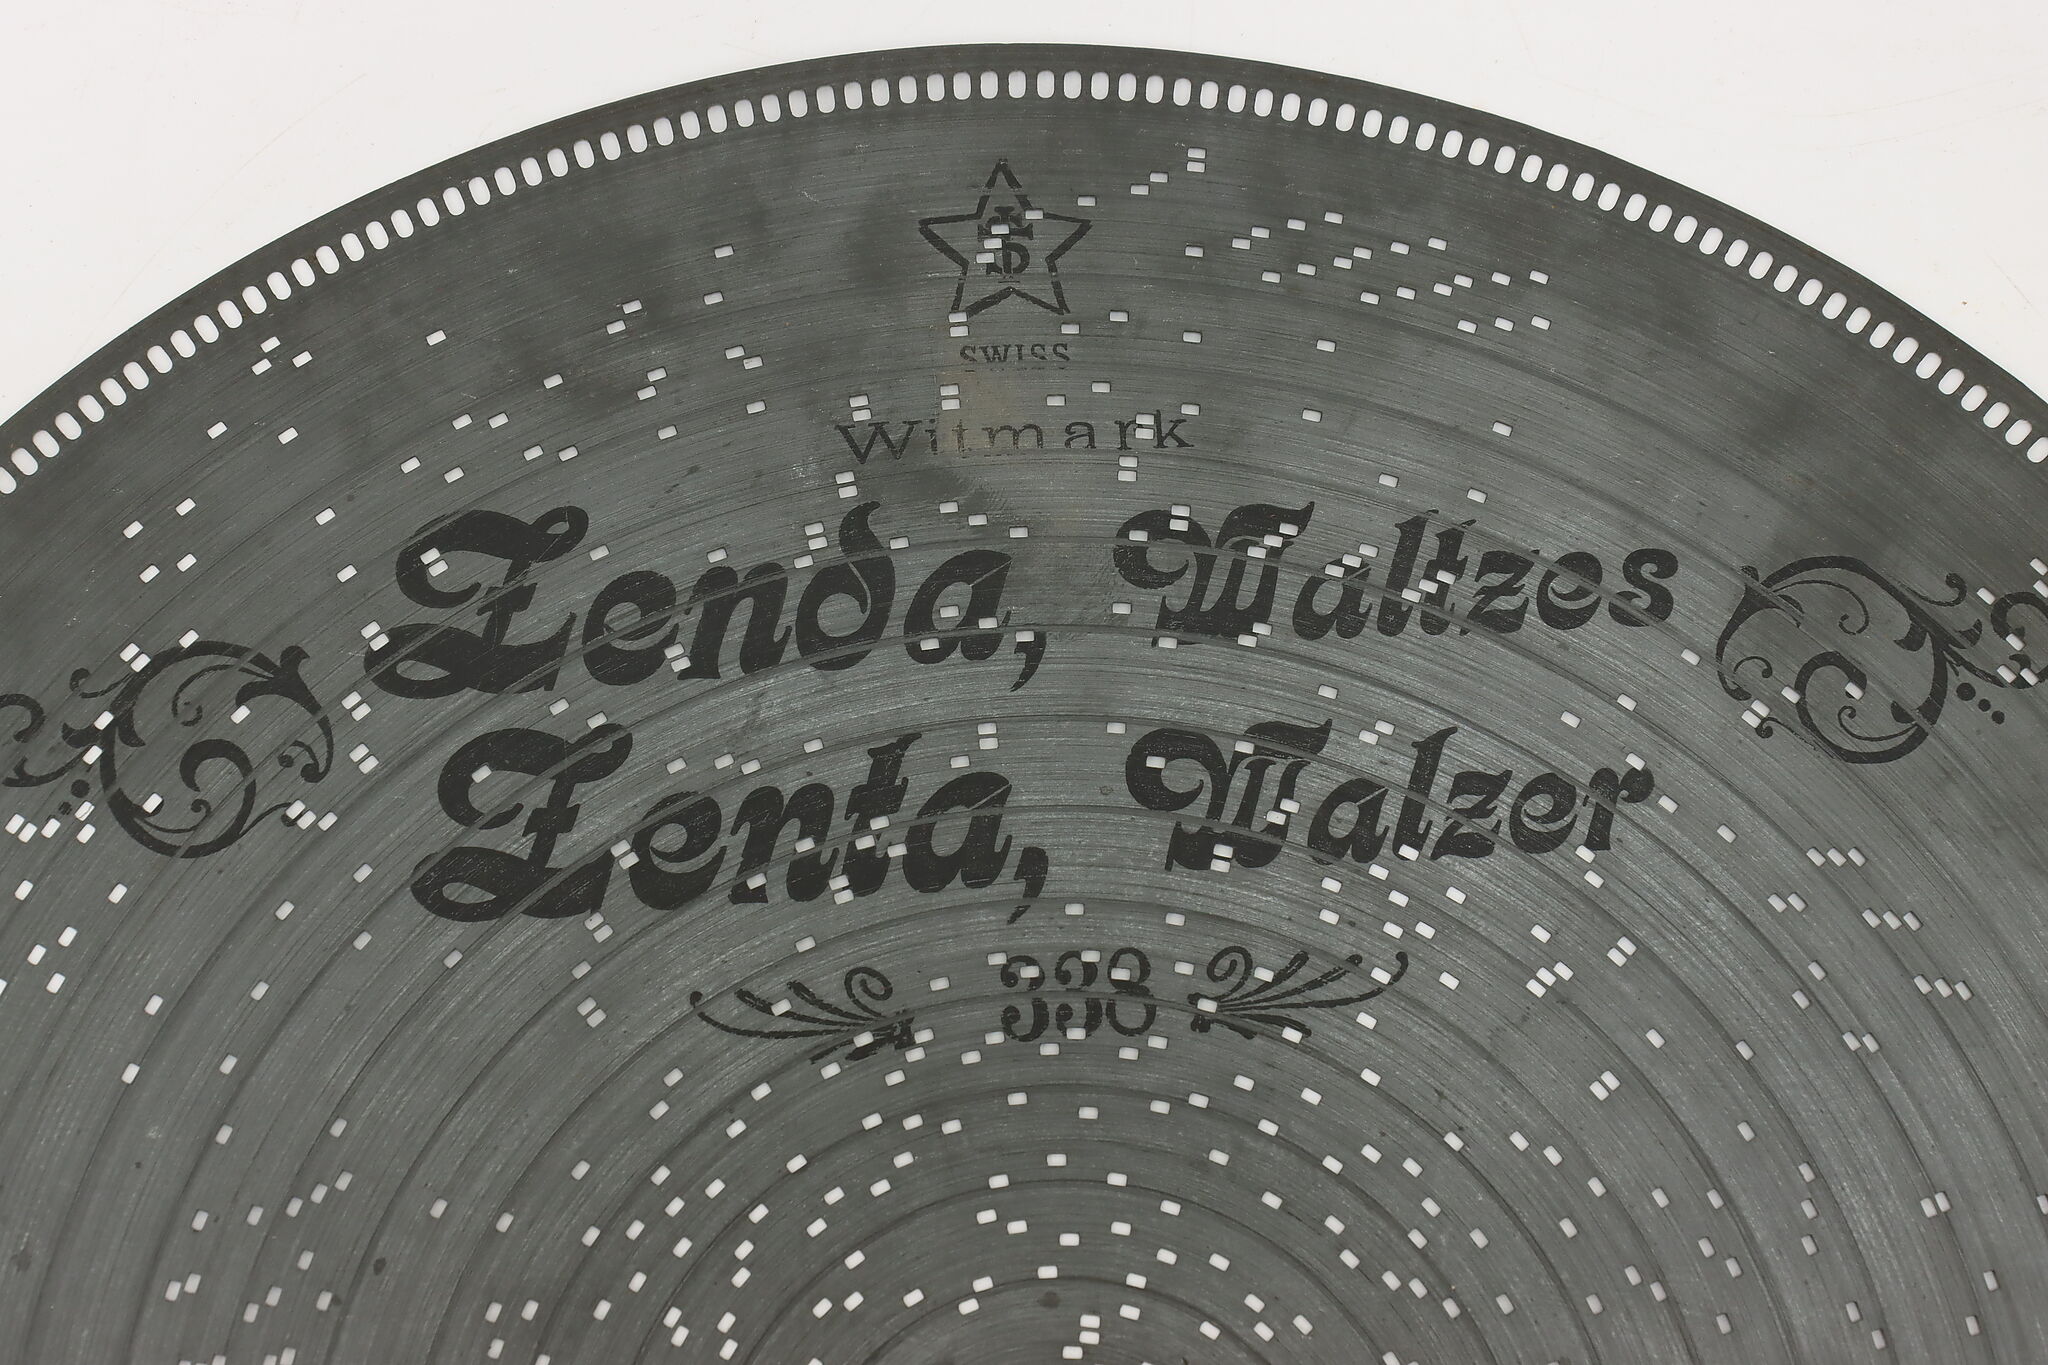 SWISS
Witmark
Zenda, Waltzes
Zenta, Walzer
338